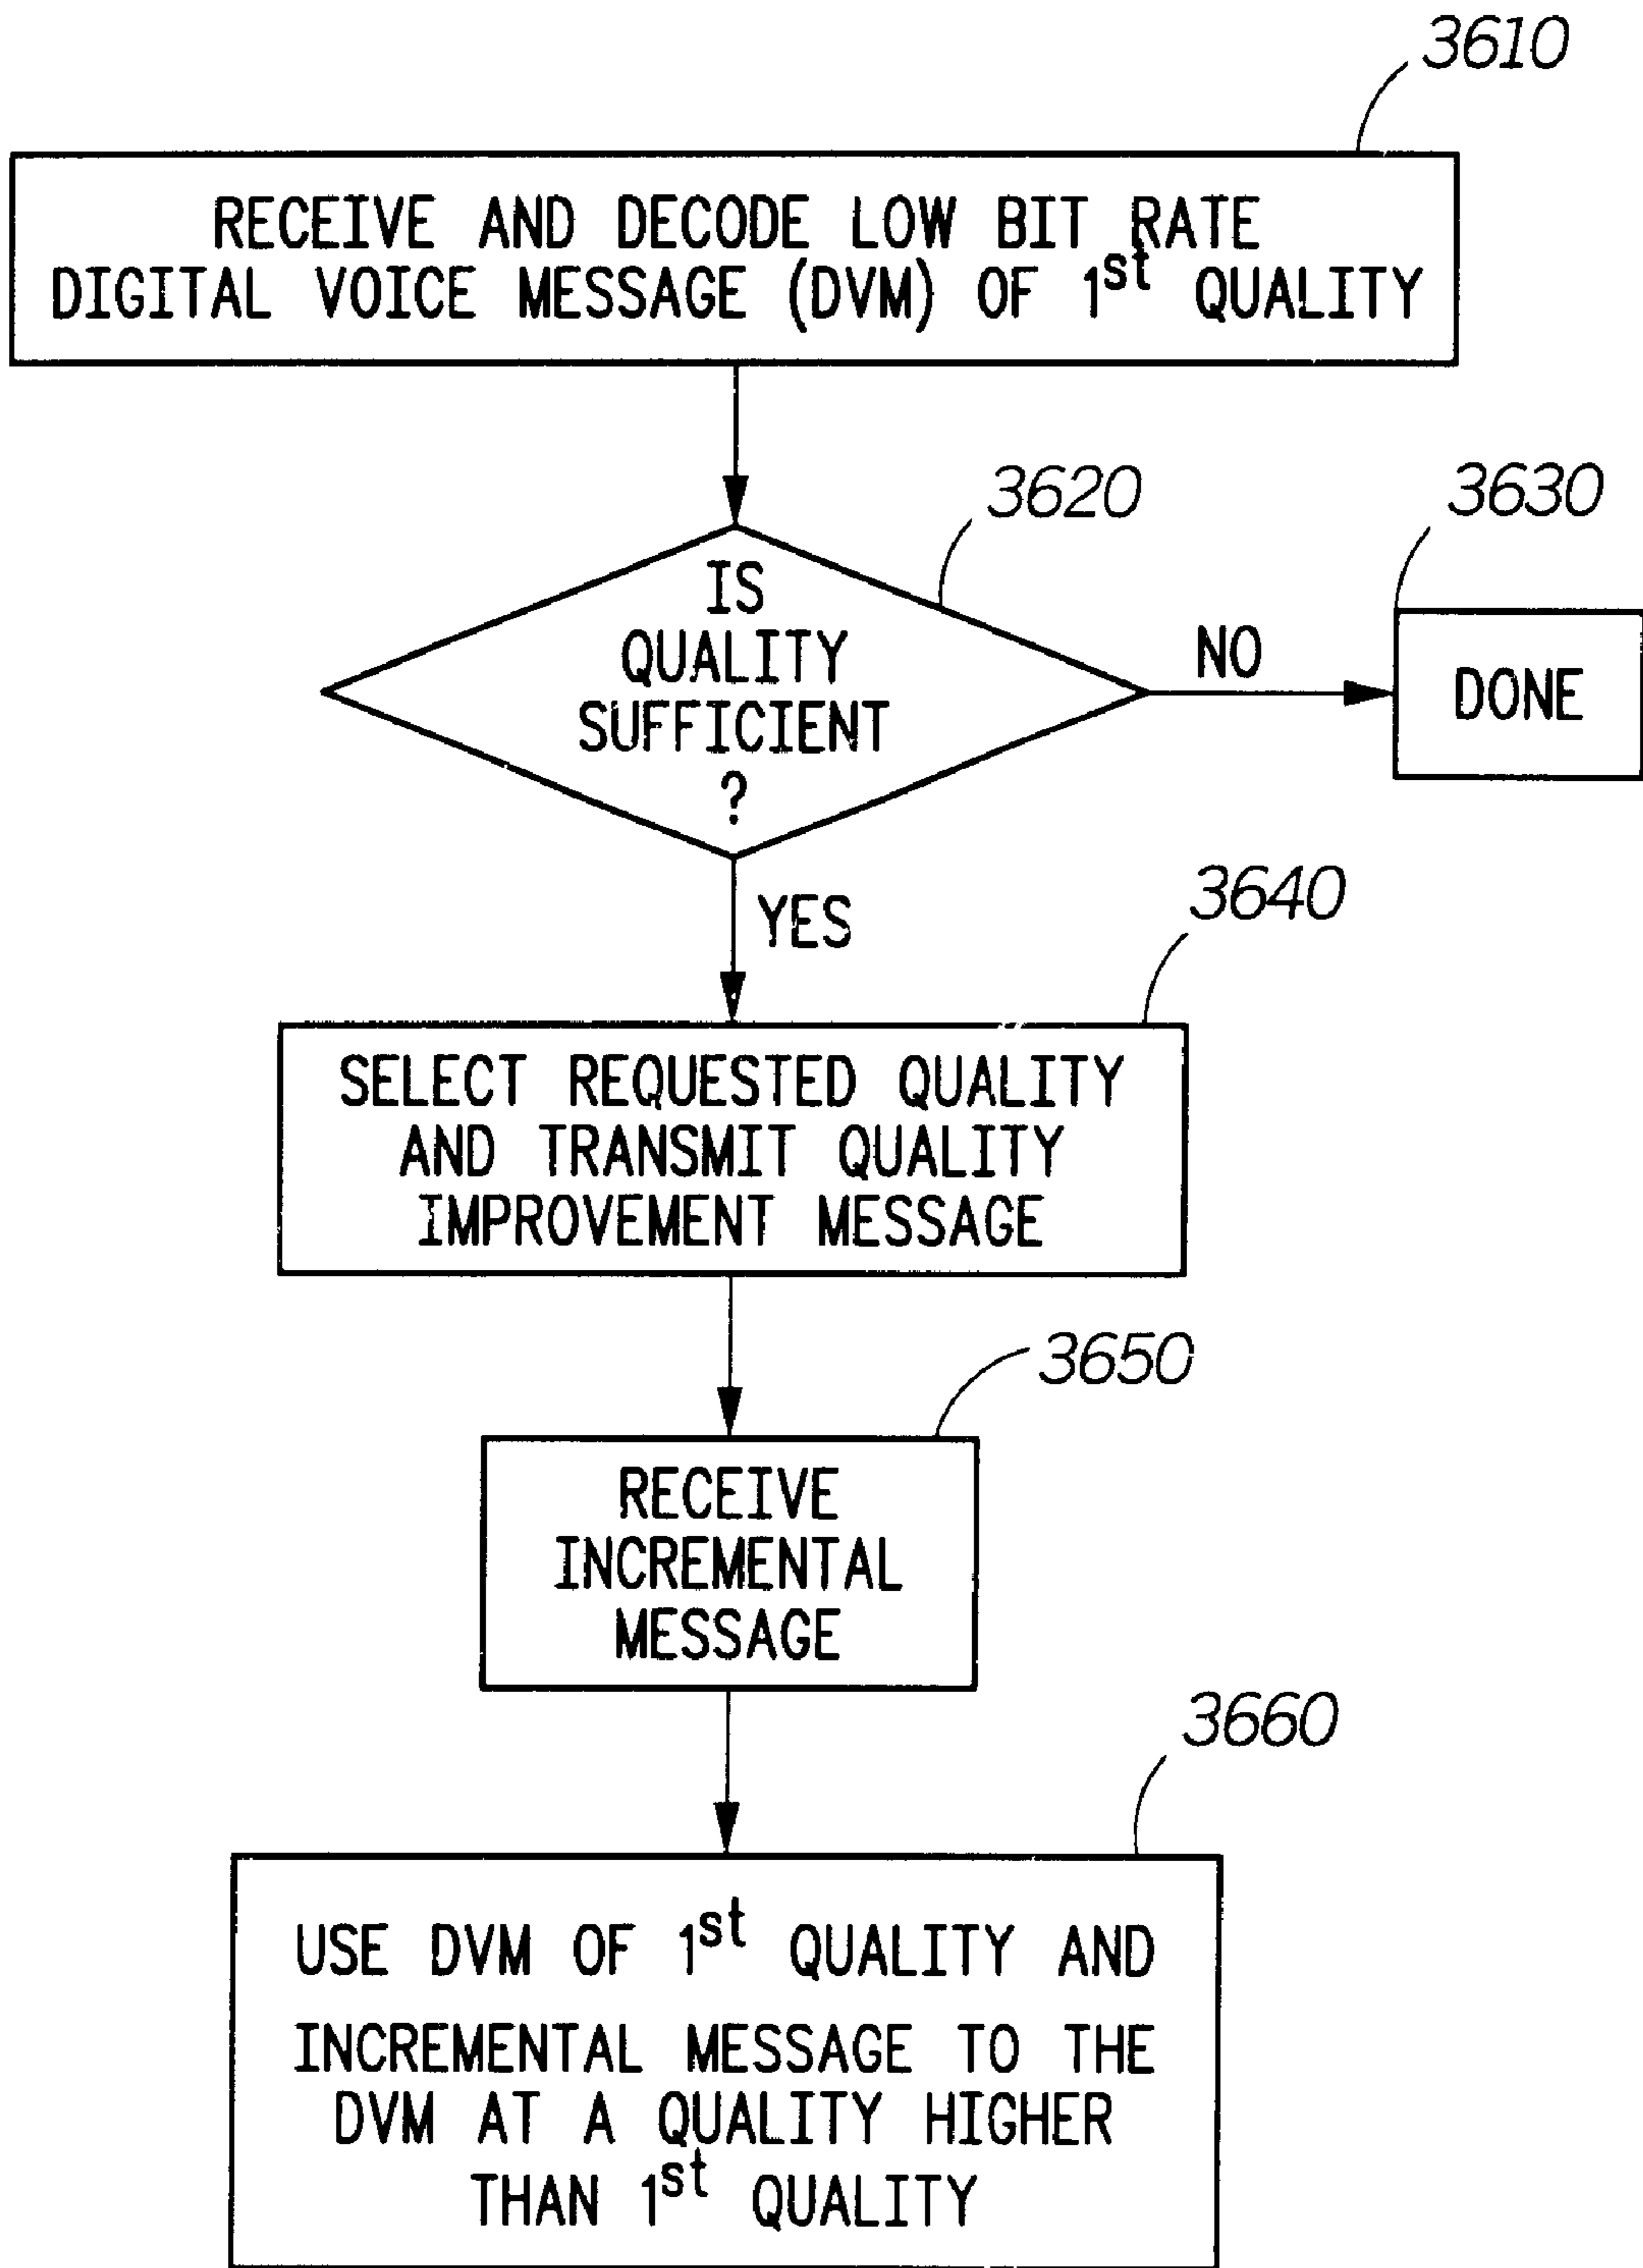 3610
RECEIVE AND DECODE LOW BIT RATE
DIGITAL VOICE MESSAGE (DVM) OF 1st QUALITY
3620
3630
IS
QUALITY
SUFFICIENT
?
NO
DONE
YES
3640
SELECT REQUESTED QUALITY
AND TRANSMIT QUALITY
IMPROVEMENT MESSAGE
3650
RECEIVE
INCREMENTAL
MESSAGE
3660
USE DVM OF 1st QUALITY AND
INCREMENTAL MESSAGE TO THE
DVM AT A QUALITY HIGHER
THAN 1st QUALITY